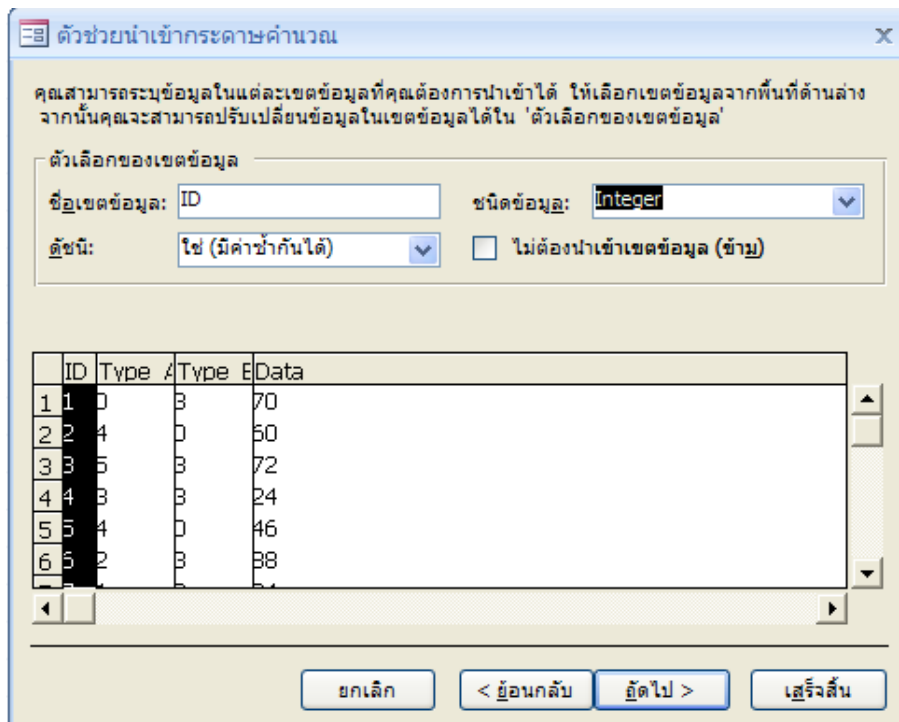 ตัวช่วยนำเข้ากระดาษคำนวณ
คุณสามารถระบุข้อมูลในแต่ละเขตข้อมูลที่คุณต้องการนำเข้าได้ ให้เลือกเขตข้อมูลจากพื้นที่ด้านล่าง
จากนั้นคุณจะสามารถปรับเปลี่ยนข้อมูลในเขตข้อมูลได้ใน 'ตัวเลือกของเขตข้อมูล'
ตัวเลือกของเขตข้อมูล
ชื่อเขตข้อมูล: ID ชนิดข้อมูล: Integer
ดัชนี: ใช่ (มีค่าซ้ำกันได้) ไม่ต้องนำเข้าเขตข้อมูล (ข้าม)
ID Type Type Data
1 1 0 3 70
2 2 4 0 60
3 3 5 3 72
4 4 3 3 24
5 5 4 0 46
6 6 2 3
ยกเลิก < ย้อนกลับ ถัดไป > เสร็จสิ้น